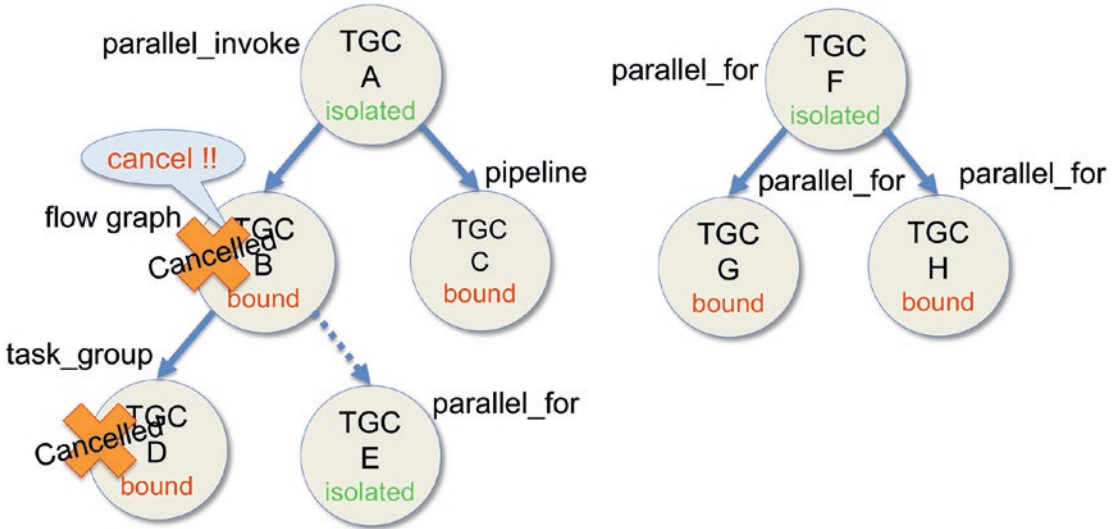 parallel_invoke
TGC
A
isolated
cancel !!
flow graph
TGC
Cancelled
B
bound
pipeline
TGC
C
bound
task_group
TGC
Cancelled
D
bound
parallel_for
TGC
E
isolated
parallel_for
TGC
F
isolated
parallel_for
TGC
G
bound
parallel_for
TGC
H
bound